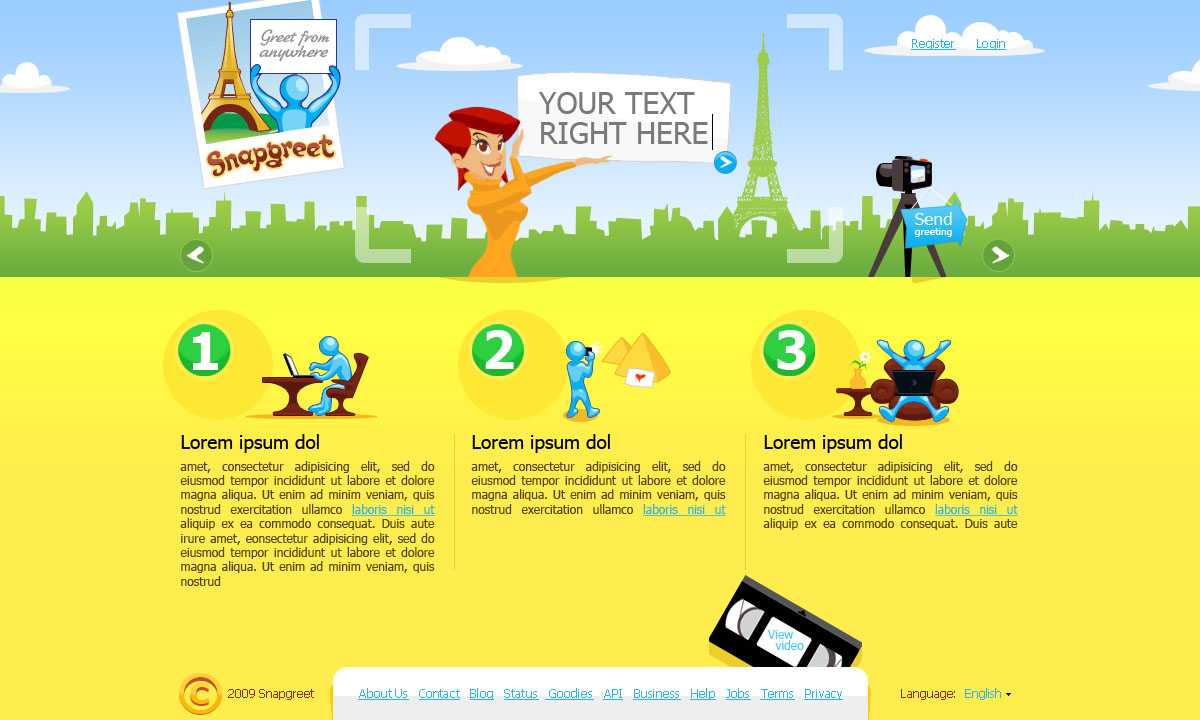 Greet from
anywhere
Snapgreet
Register Login
YOUR TEXT
RIGHT HERE
Send
greeting
1
2
3
Lorem ipsum dol
amet, consectetur adipisicing elit, sed do
eiusmod tempor incididunt ut labore et dolore
magna aliqua. Ut enim ad minim veniam, quis
nostrud exercitation ullamco laboris nisi ut
aliquip ex ea commodo consequat. Duis aute
irure amet, eonsectetur adipisicing elit, sed do
eiusmod tempor incididunt ut labore et dolore
magna aliqua. Ut enim ad minim veniam, quis
nostrud
Lorem ipsum dol
amet, consectetur adipisicing elit, sed do
eiusmod tempor incididunt ut labore et dolore
magna aliqua. Ut enim ad minim veniam, quis
nostrud exercitation ullamco laboris nisi ut
Lorem ipsum dol
amet, consectetur adipisicing elit, sed do
eiusmod tempor incididunt ut labore et dolore
magna aliqua. Ut enim ad minim veniam, quis
nostrud exercitation ullamco laboris nisi ut
aliquip ex ea commodo consequat. Duis aute
View
video
© 2009 Snapgreet
About Us Contact Blog Status Goodies API Business Help Jobs Terms Privacy
Language: English